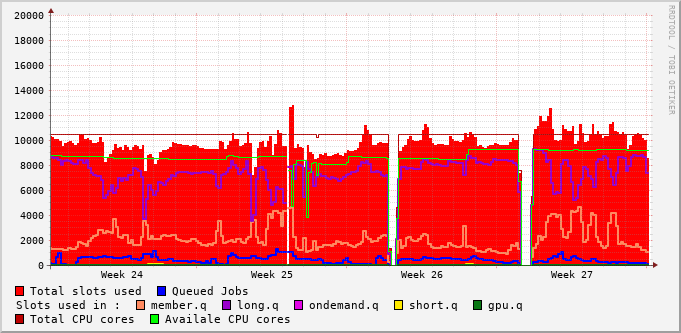 20000
18000
16000
14000
12000
10000
8000
6000
4000
2000
0
Week 24 Week 25 Week 26 Week 27
Total slots used Queued Jobs
Slots used in : member.q long.q ondemand.q short.q gpu.q
Total CPU cores Availale CPU cores
RRDTOOL / TOBI OETIKER